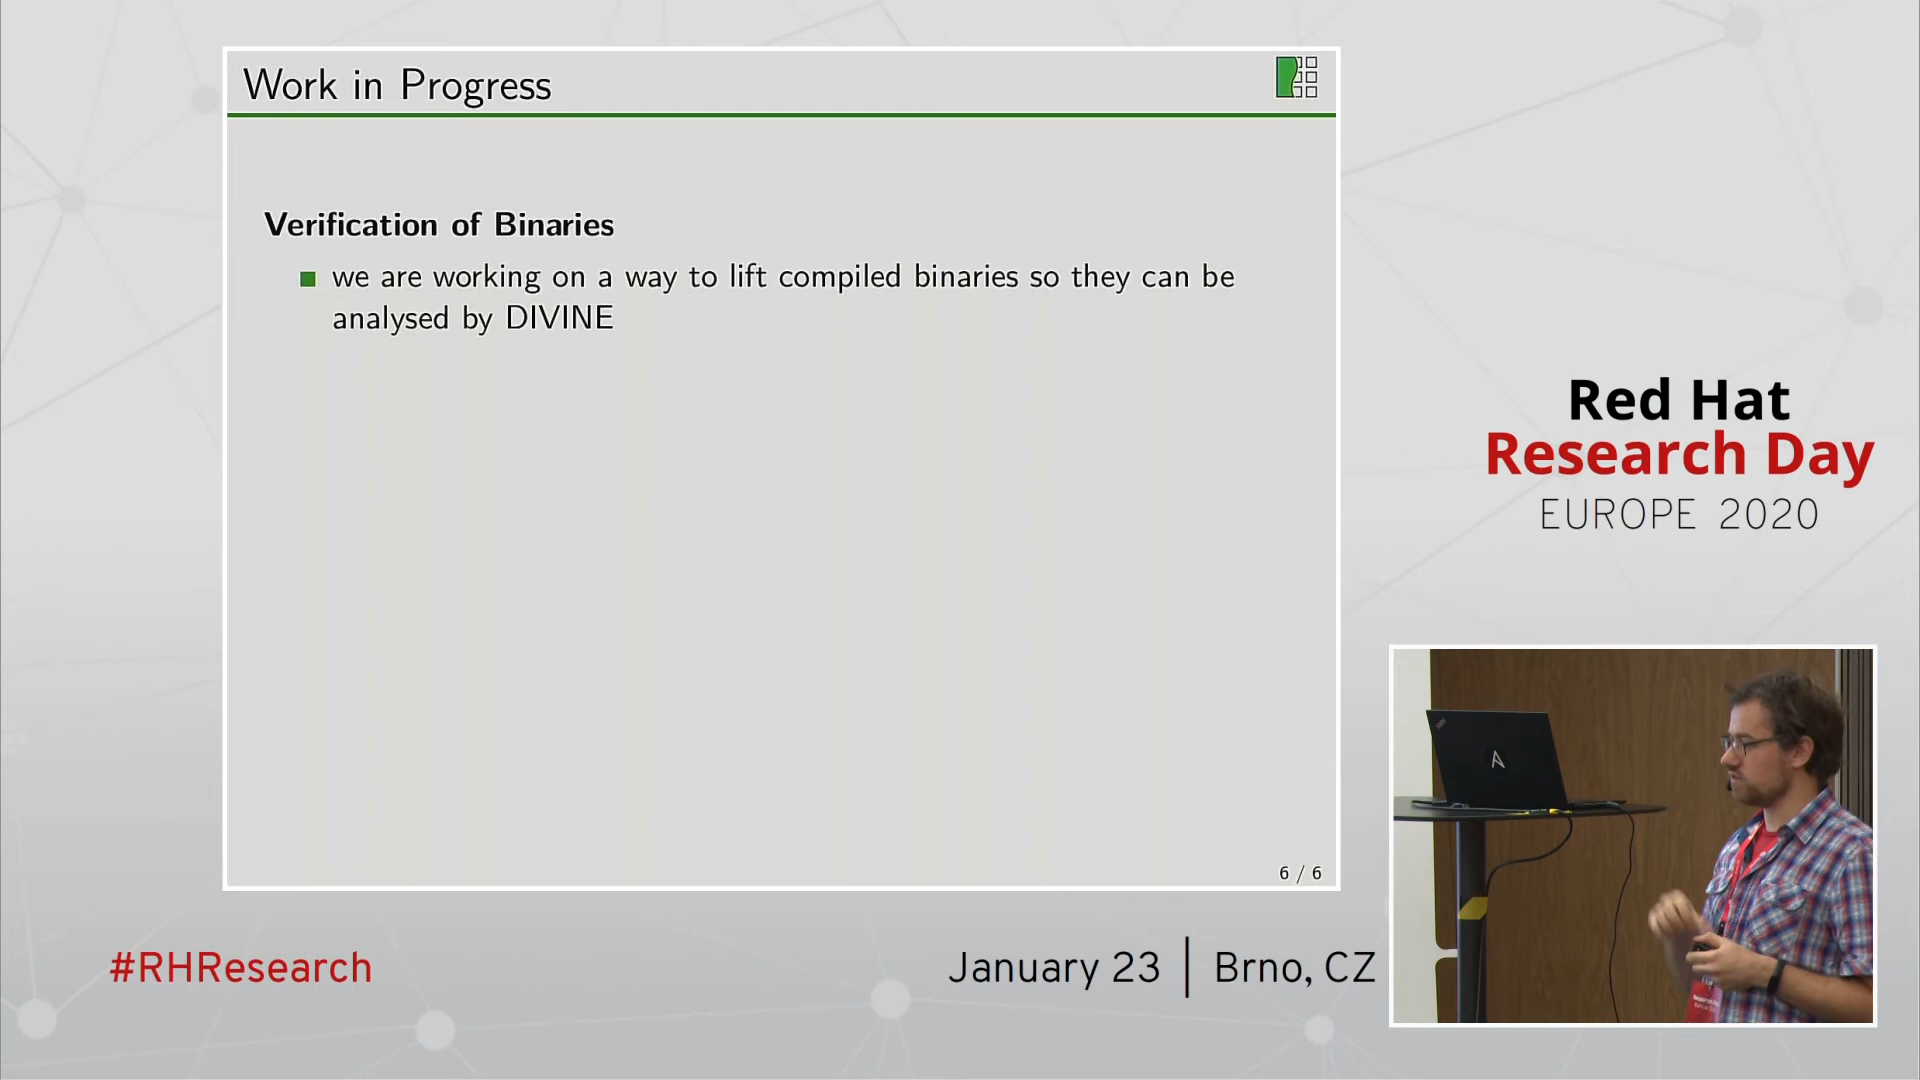 Work in Progress
Verification of Binaries
we are working on a way to lift compiled binaries so they can be
analysed by DIVINE
6 / 6
Red Hat
Research Day
EUROPE 2020
#RHResearch
January 23 | Brno, CZ